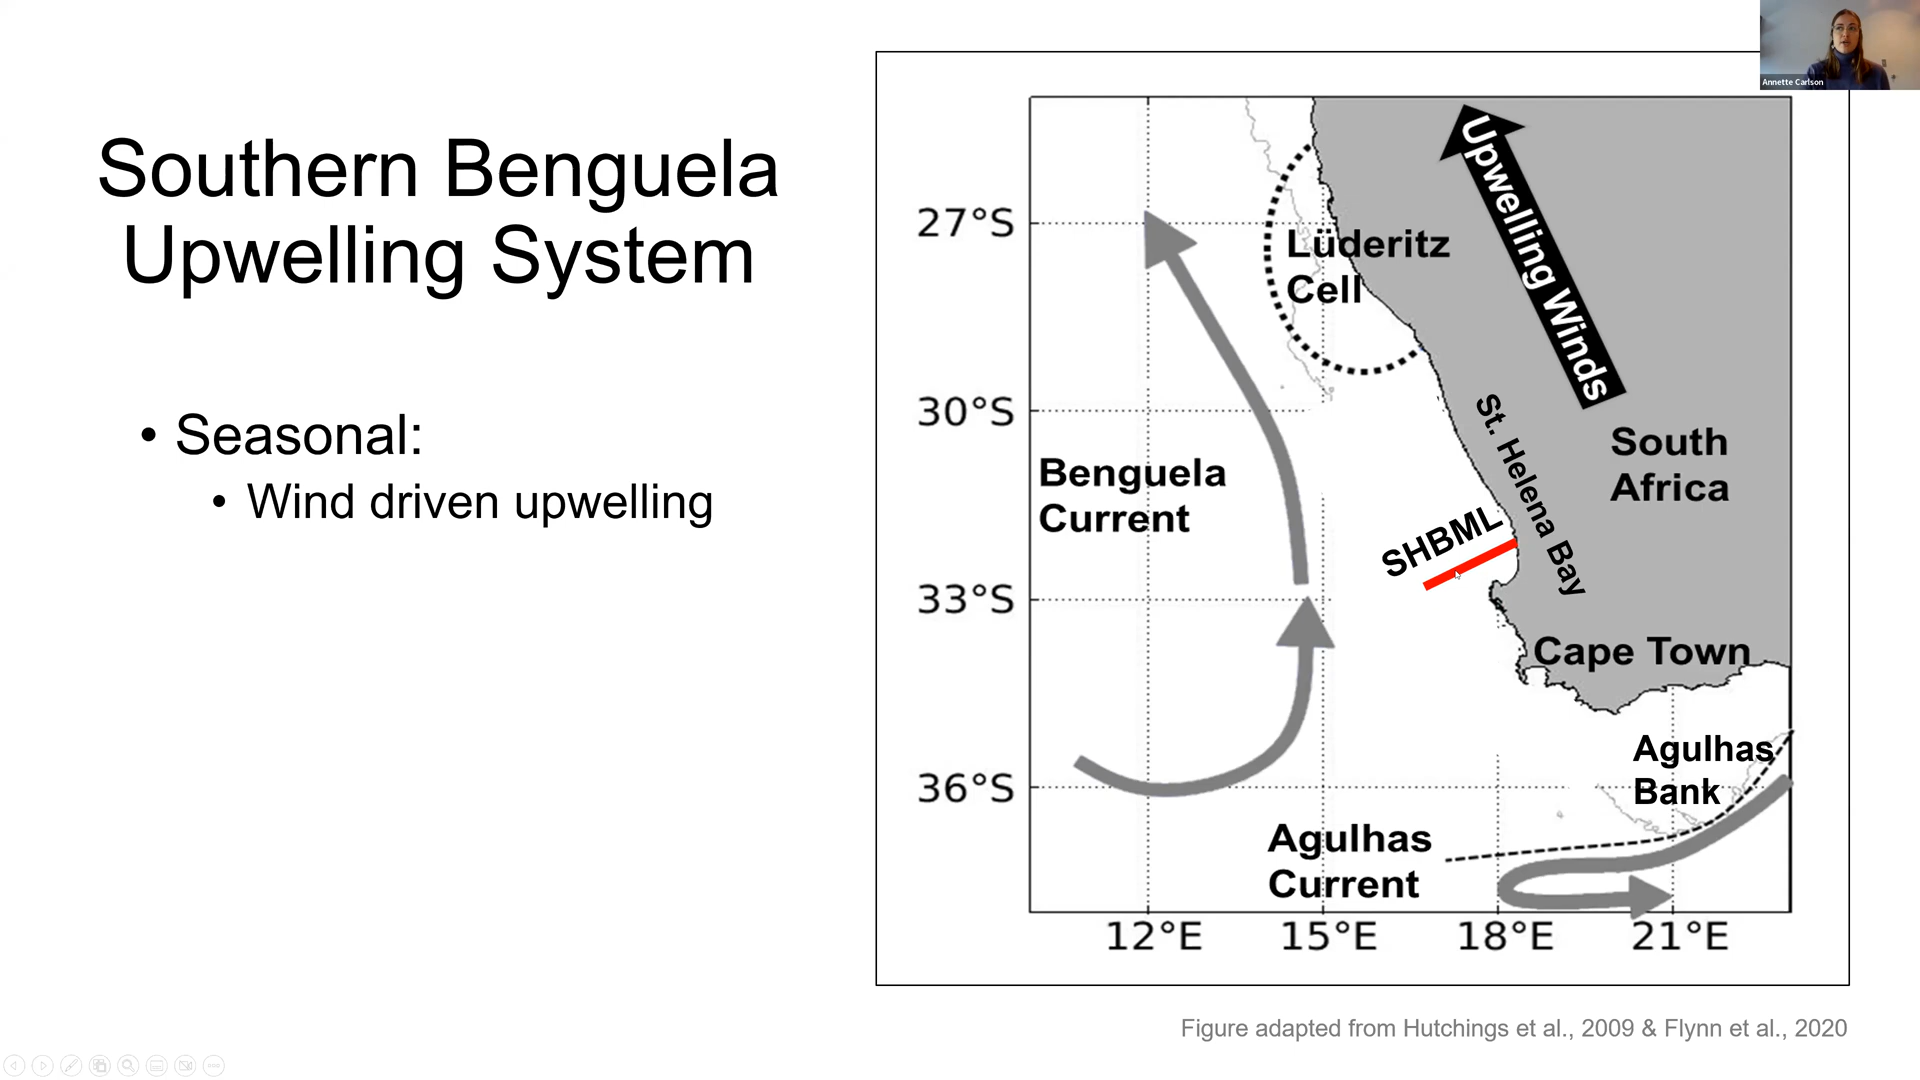 Annette Carlson
Southern Benguela
Upwelling System
• Seasonal:
• Wind driven upwelling
27°S
30°S
33°S
36°S
12°E
15°E
18°E
21°E
Upwelling Winds
Lüderitz
Cell
Benguela
Current
St. Helena Bay
South
Africa
SHBML
Cape Town
Agulhas
Bank
Agulhas
Current
Figure adapted from Hutchings et al., 2009 & Flynn et al., 2020